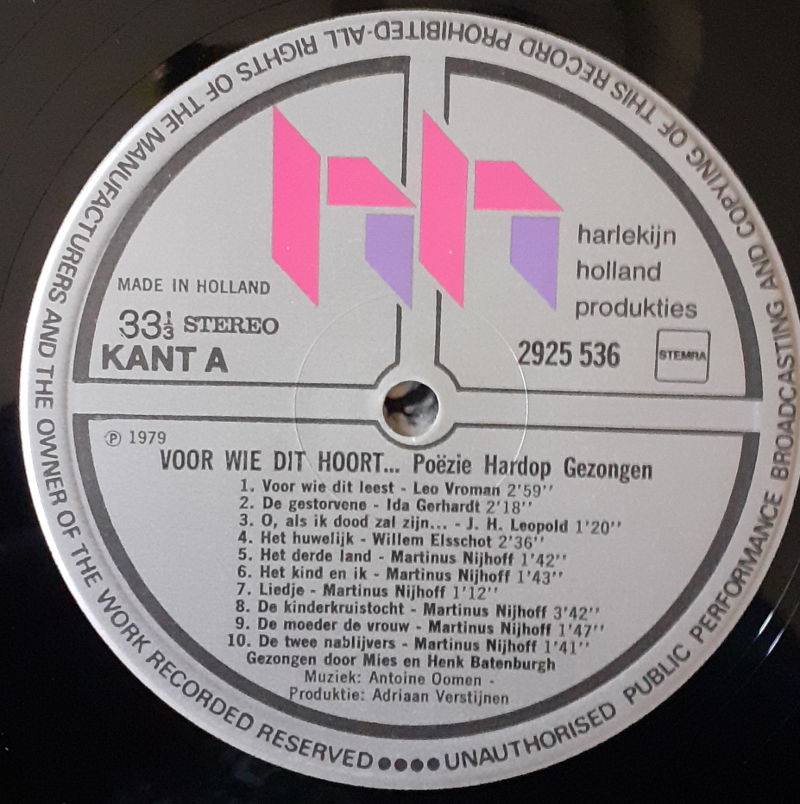 UNAUTHORISED PUBLIC PERFORMANCE BROADCASTING AND COPYING OF THIS RECORD PROHIBITED-ALL RIGHTS OF THE MANUFACTURERS AND THE OWNER OF THE WORK RECORDED RESERVED
hh
harlekijn
holland
produkties
MADE IN HOLLAND
33⅓ STEREO
KANT A
2925 536
STEMRA
℗ 1979
VOOR WIE DIT HOORT... Poëzie Hardop Gezongen
1. Voor wie dit leest - Leo Vroman 2'59''
2. De gestorvene - Ida Gerhardt 2'18''
3. O, als ik dood zal zijn... - J. H. Leopold 1'20''
4. Het huwelijk - Willem Elsschot 2'36''
5. Het derde land - Martinus Nijhoff 1'42''
6. Het kind en ik - Martinus Nijhoff 1'43''
7. Liedje - Martinus Nijhoff 1'12''
8. De kinderkruistocht - Martinus Nijhoff 3'42''
9. De moeder de vrouw - Martinus Nijhoff 1'47''
10. De twee nablijvers - Martinus Nijhoff 1'41''
Gezongen door Mies en Henk Batenburgh
Muziek: Antoine Oomen -
Produktie: Adriaan Verstijnen